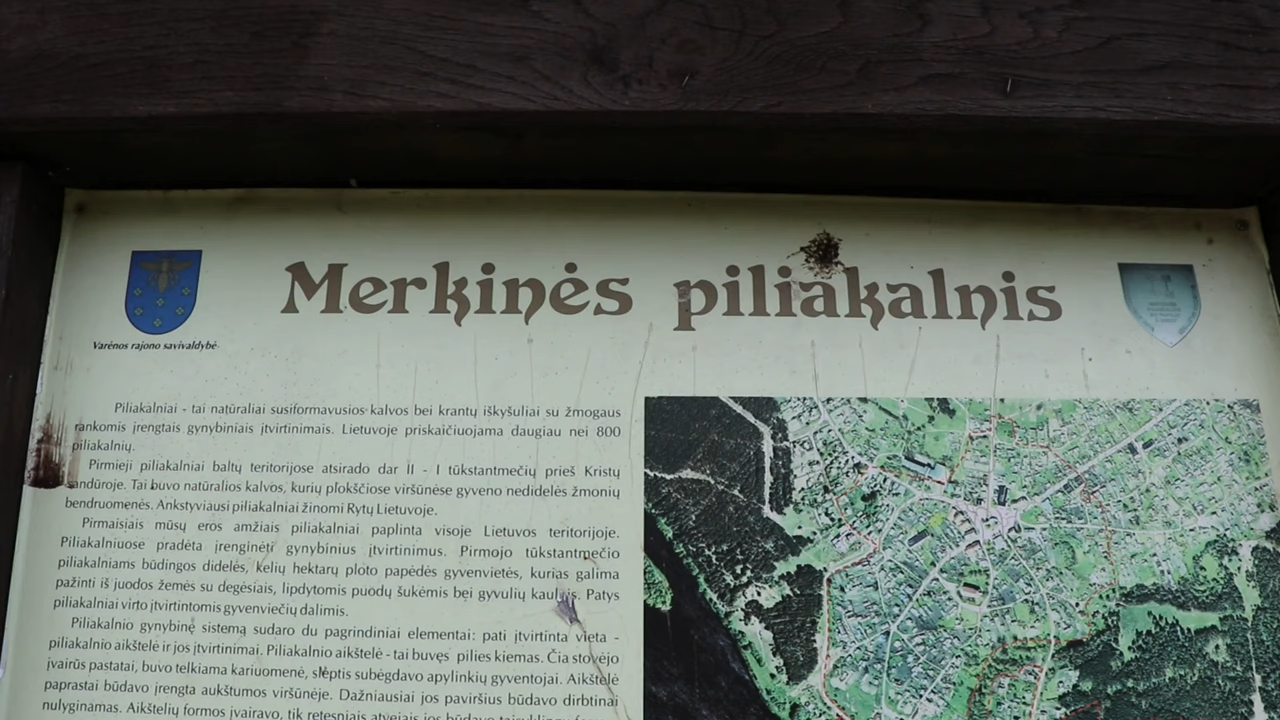 Merkinės piliakalnis
Varėnos rajono savivaldybė
Piliakalniai - tai natūraliai susiformavusios kalvos bei krantų iškyšuliai su žmogaus
rankomis įrengtais gynybiniais įtvirtinimais. Lietuvoje priskaičiuojama daugiau nei 800
piliakalnių.
Pirmieji piliakalniai baltų teritorijose atsirado dar II - I tūkstantmečių prieš Kristų
sandūroje. Tai buvo natūralios kalvos, kurių plokščiose viršūnėse gyveno nedidelės žmonių
bendruomenės. Ankstyviausi piliakalniai žinomi Rytų Lietuvoje.
Pirmaisiais mūsų eros amžiais piliakalniai paplinta visoje Lietuvos teritorijoje.
Piliakalniuose pradėta įrenginėti gynybinius įtvirtinimus. Pirmojo tūkstantmečio
piliakalniams būdingos didelės, kelių hektarų ploto papėdės gyvenvietės, kurias galima
pažinti iš juodos žemės su degėsiais, lipdytomis puodų šukėmis bei gyvulių kaulais. Patys
piliakalniai virto įtvirtintomis gyvenviečių dalimis.
Piliakalnio gynybinę sistemą sudaro du pagrindiniai elementai: pati įtvirtinta vieta -
piliakalnio aikštelė ir jos įtvirtinimai. Piliakalnio aikštelė - tai buvęs pilies kiemas. Čia stovėjo
įvairūs pastatai, buvo telkiama kariuomenė, slėptis subėgdavo apylinkių gyventojai. Aikštelė
paprastai būdavo įrengta aukštumos viršūnėje. Dažniausiai jos paviršius būdavo dirbtinai
nulyginamas. Aikštelių formos įvairavo, tik retesniais atvejais jos būdavo